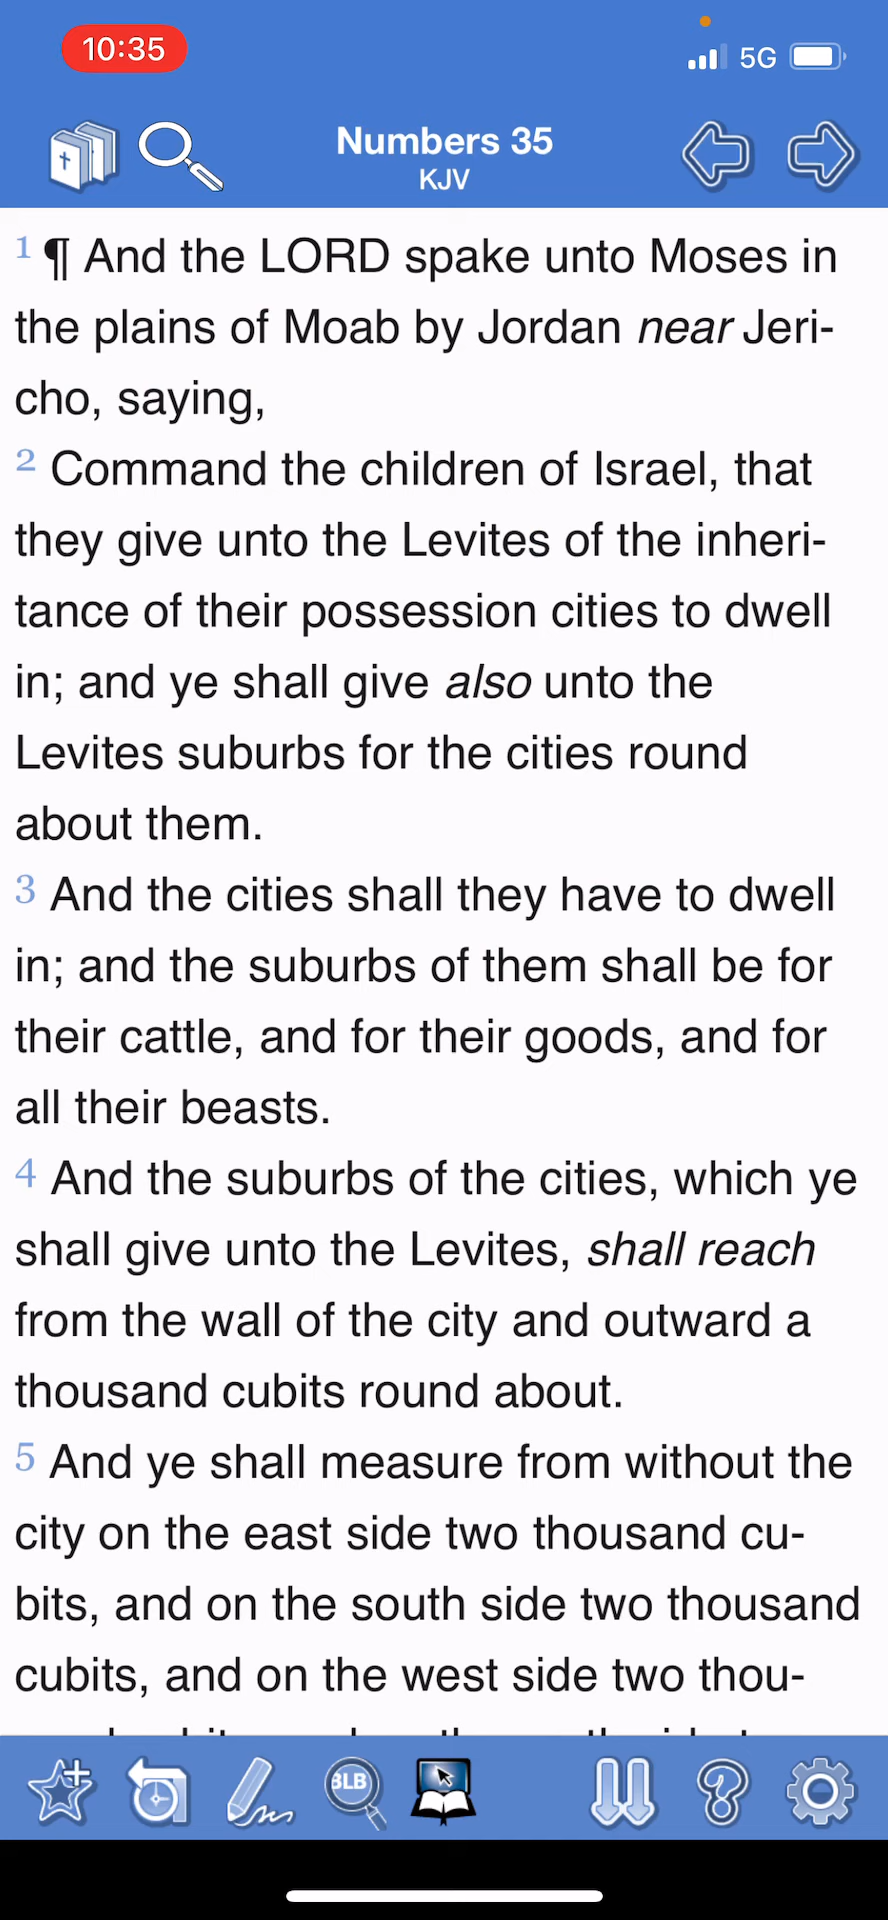 10:35
5G
Numbers 35
KJV
1 ¶ And the LORD spake unto Moses in
the plains of Moab by Jordan near Jeri-
cho, saying,
2 Command the children of Israel, that
they give unto the Levites of the inheri-
tance of their possession cities to dwell
in; and ye shall give also unto the
Levites suburbs for the cities round
about them.
3 And the cities shall they have to dwell
in; and the suburbs of them shall be for
their cattle, and for their goods, and for
all their beasts.
4 And the suburbs of the cities, which ye
shall give unto the Levites, shall reach
from the wall of the city and outward a
thousand cubits round about.
5 And ye shall measure from without the
city on the east side two thousand cu-
bits, and on the south side two thousand
cubits, and on the west side two thou-
BLB